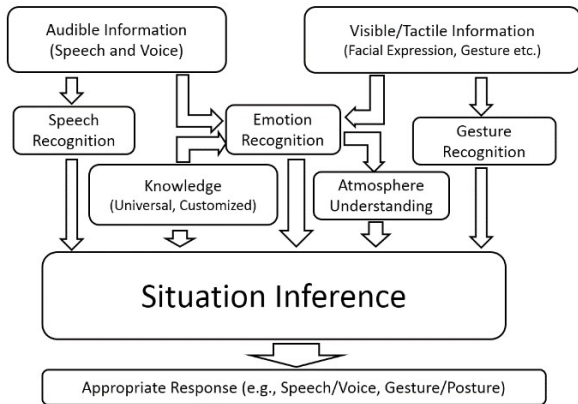 Audible Information
(Speech and Voice)
Visible/Tactile Information
(Facial Expression, Gesture etc.)
Speech
Recognition
Emotion
Recognition
Gesture
Recognition
Knowledge
(Universal, Customized)
Atmosphere
Understanding
Situation Inference
Appropriate Response (e.g., Speech/Voice, Gesture/Posture)